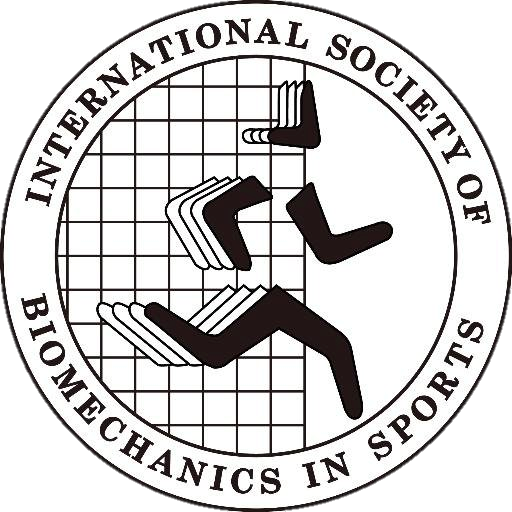 INTERNATIONAL SOCIETY OF
BIOMECHANICS IN SPORTS